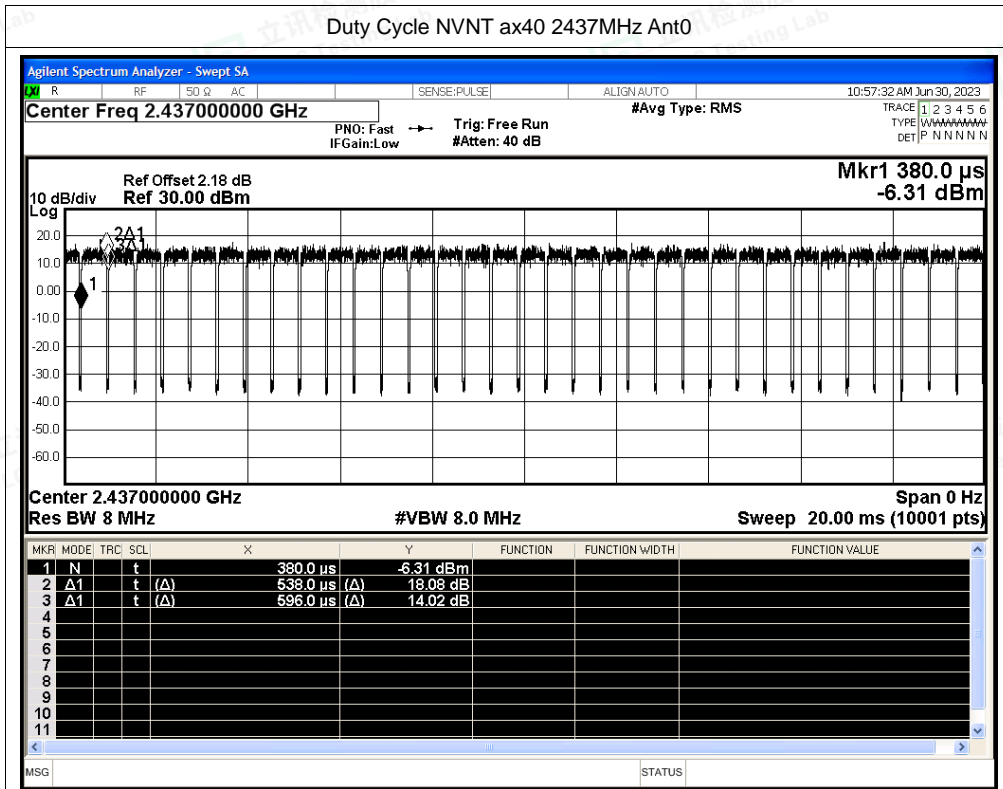 Duty Cycle NVNT ax40 2437MHz Ant0
Agilent Spectrum Analyzer - Swept SA
LXI R RF 50 Ω AC SENSE:PULSE ALIGN AUTO 10:57:32 AM Jun 30, 2023
Center Freq 2.437000000 GHz #Avg Type: RMS TRACE 1 2 3 4 5 6
PNO: Fast Trig: Free Run TYPE
IFGain:Low #Atten: 40 dB DET P N N N N N
Mkr1 380.0 µs
Ref Offset 2.18 dB
10 dB/div Ref 30.00 dBm -6.31 dBm
Log
20.0
2Δ1
3Δ1
10.0
0.00
1
-10.0
-20.0
-30.0
-40.0
-50.0
-60.0
Center 2.437000000 GHz Span 0 Hz
Res BW 8 MHz #VBW 8.0 MHz Sweep 20.00 ms (10001 pts)
MKR MODE TRC SCL X Y FUNCTION FUNCTION WIDTH FUNCTION VALUE
1 N t 380.0 µs -6.31 dBm
2 Δ1 t (Δ) 538.0 µs (Δ) 18.08 dB
3 Δ1 t (Δ) 596.0 µs (Δ) 14.02 dB
4
5
6
7
8
9
10
11
MSG STATUS